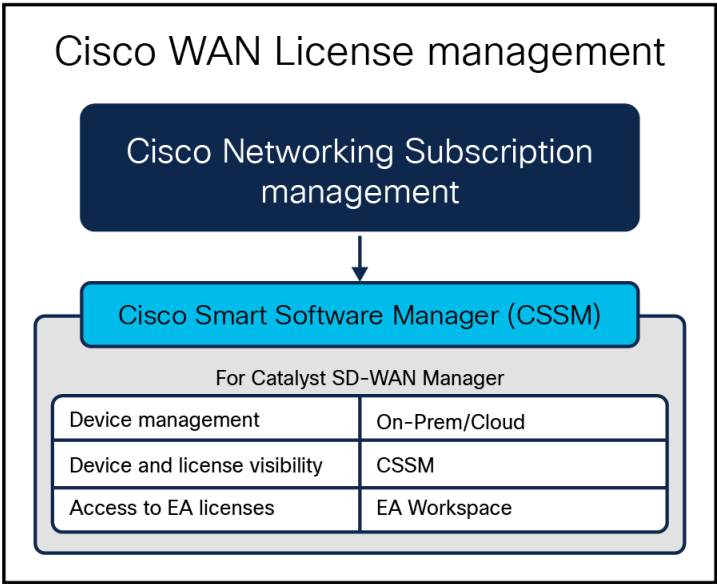 Cisco WAN License management
Cisco Networking Subscription
management
Cisco Smart Software Manager (CSSM)
For Catalyst SD-WAN Manager
Device management On-Prem/Cloud
Device and license visibility CSSM
Access to EA licenses EA Workspace